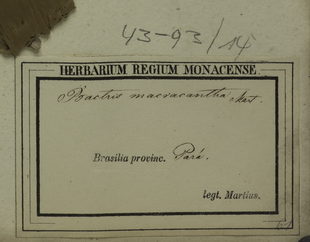 43-93/14
HERBARIUM REGIUM MONACENSE.
Bactris macracantha Mart.
Brasilia provinc. Pará.
legt. Martius.